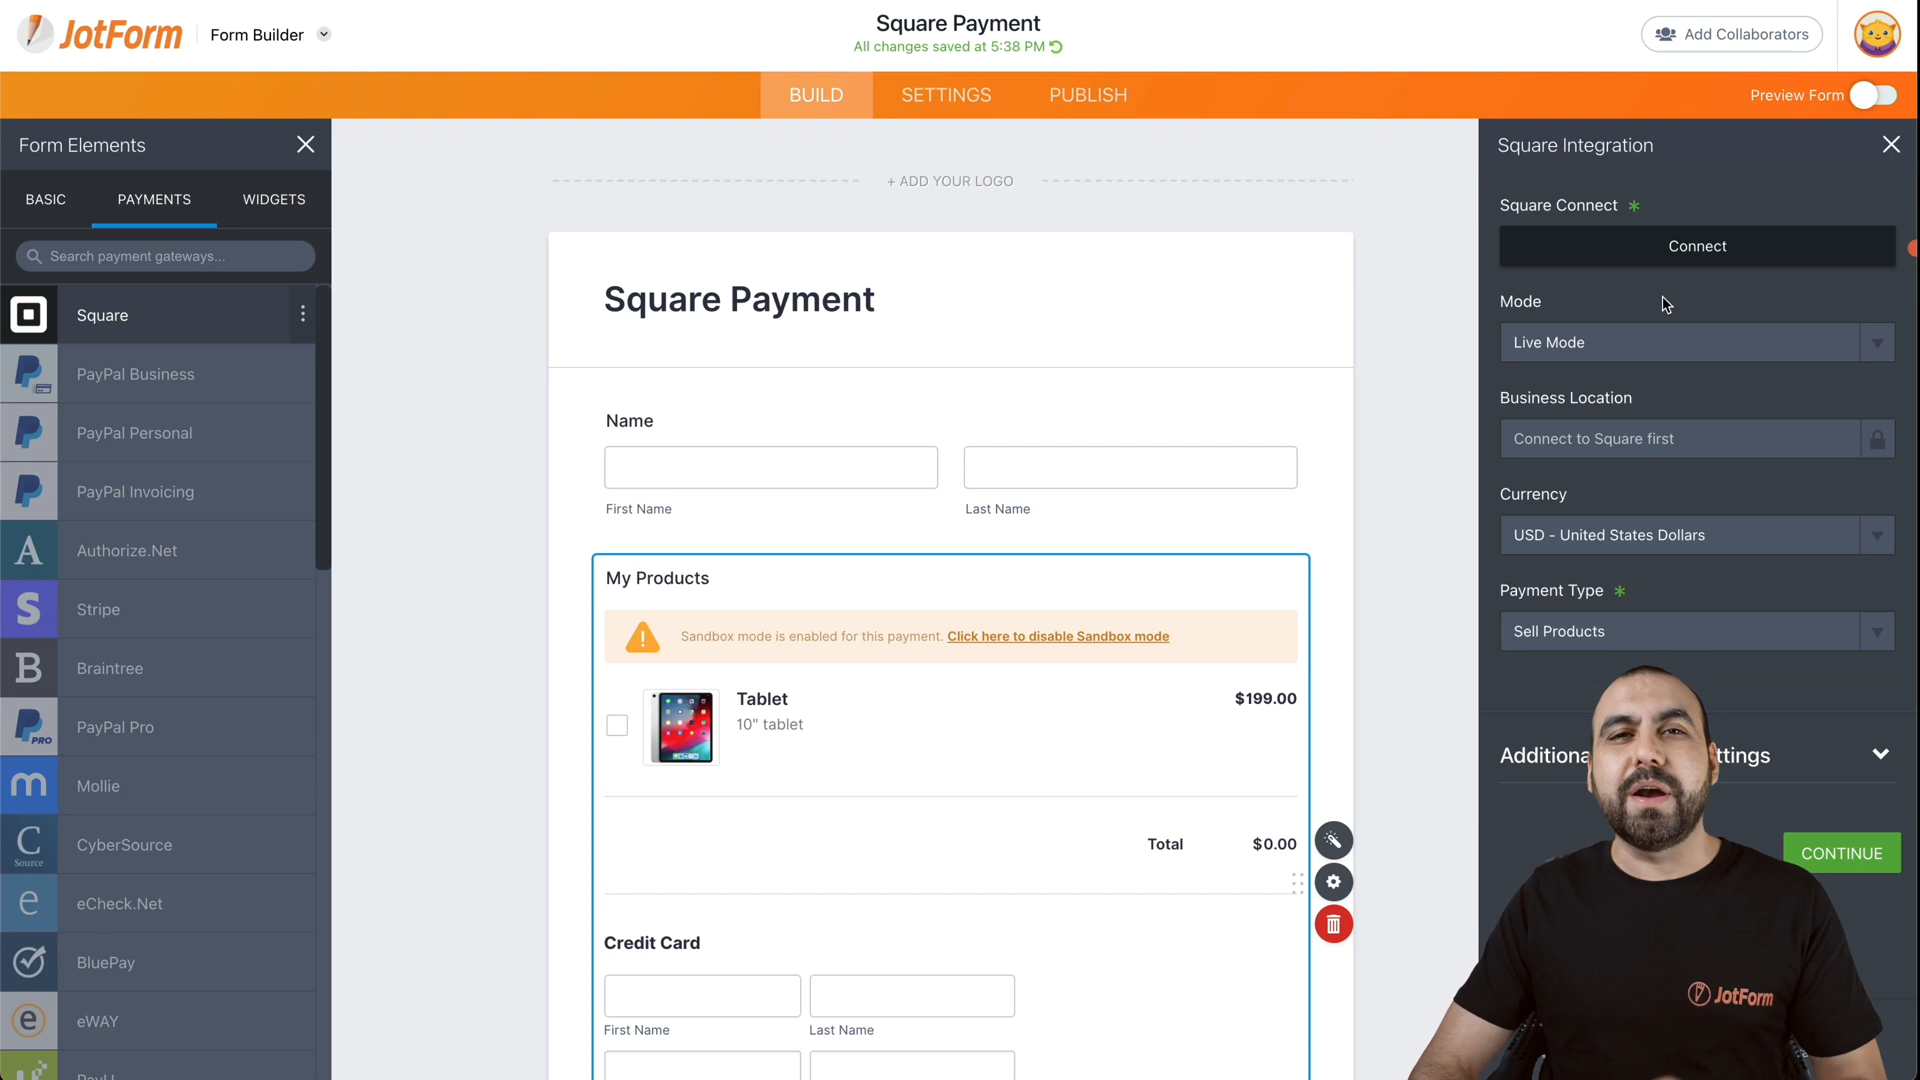 JotForm
Form Builder
Square Payment
All changes saved at 5:38 PM
Add Collaborators
BUILD
SETTINGS
PUBLISH
Preview Form
Form Elements
BASIC
PAYMENTS
WIDGETS
Search payment gateways...
Square
PayPal Business
PayPal Personal
PayPal Invoicing
A
Authorize.Net
S
Stripe
B
Braintree
PRO
PayPal Pro
m
Mollie
C
Source
CyberSource
e
eCheck.Net
BluePay
e
eWAY
+ ADD YOUR LOGO
Square Payment
Name
First Name
Last Name
My Products
Sandbox mode is enabled for this payment. Click here to disable Sandbox mode
Tablet
$199.00
10" tablet
Total
$0.00
Credit Card
First Name
Last Name
Square Integration
Square Connect *
Connect
Mode
Live Mode
Business Location
Connect to Square first
Currency
USD - United States Dollars
Payment Type *
Sell Products
CONTINUE
JotForm